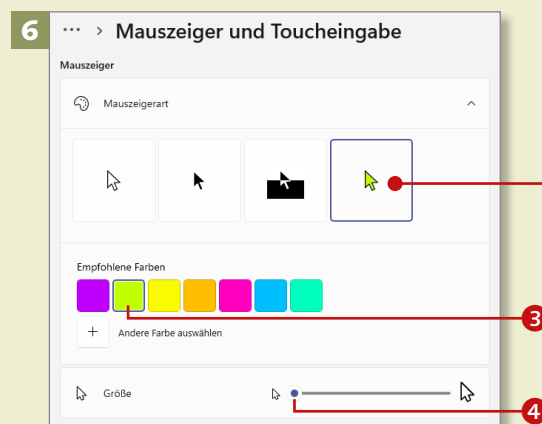 6
... > Mauszeiger und Toucheingabe
Mauszeiger
Mauszeigerart
Empfohlene Farben
3
+ Andere Farbe auswählen
Größe
4